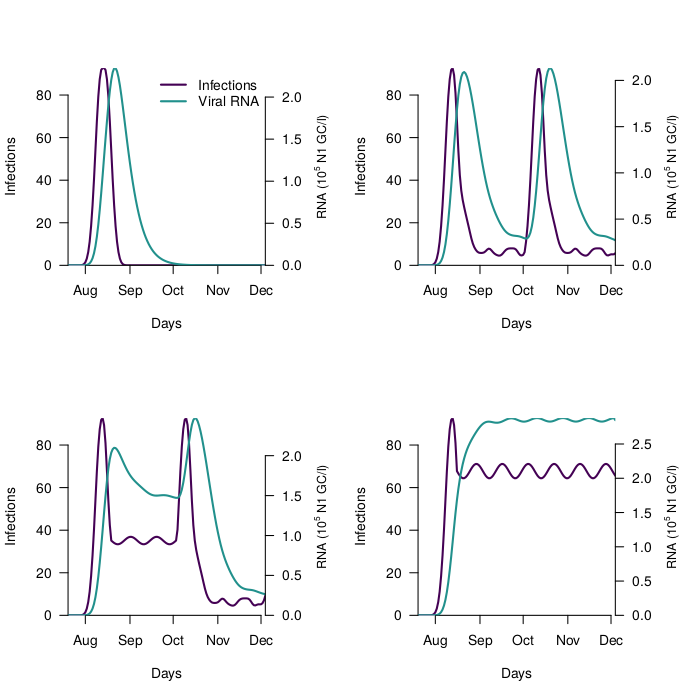 Infections
Viral RNA
80
60
40
20
0
Infections
2.0
1.5
1.0
0.5
0.0
RNA (10⁵ N1 GC/l)
Aug Sep Oct Nov Dec
Days
80
60
40
20
0
Infections
2.0
1.5
1.0
0.5
0.0
RNA (10⁵ N1 GC/l)
Aug Sep Oct Nov Dec
Days
80
60
40
20
0
Infections
2.0
1.5
1.0
0.5
0.0
RNA (10⁵ N1 GC/l)
Aug Sep Oct Nov Dec
Days
80
60
40
20
0
Infections
2.5
2.0
1.5
1.0
0.5
0.0
RNA (10⁵ N1 GC/l)
Aug Sep Oct Nov Dec
Days